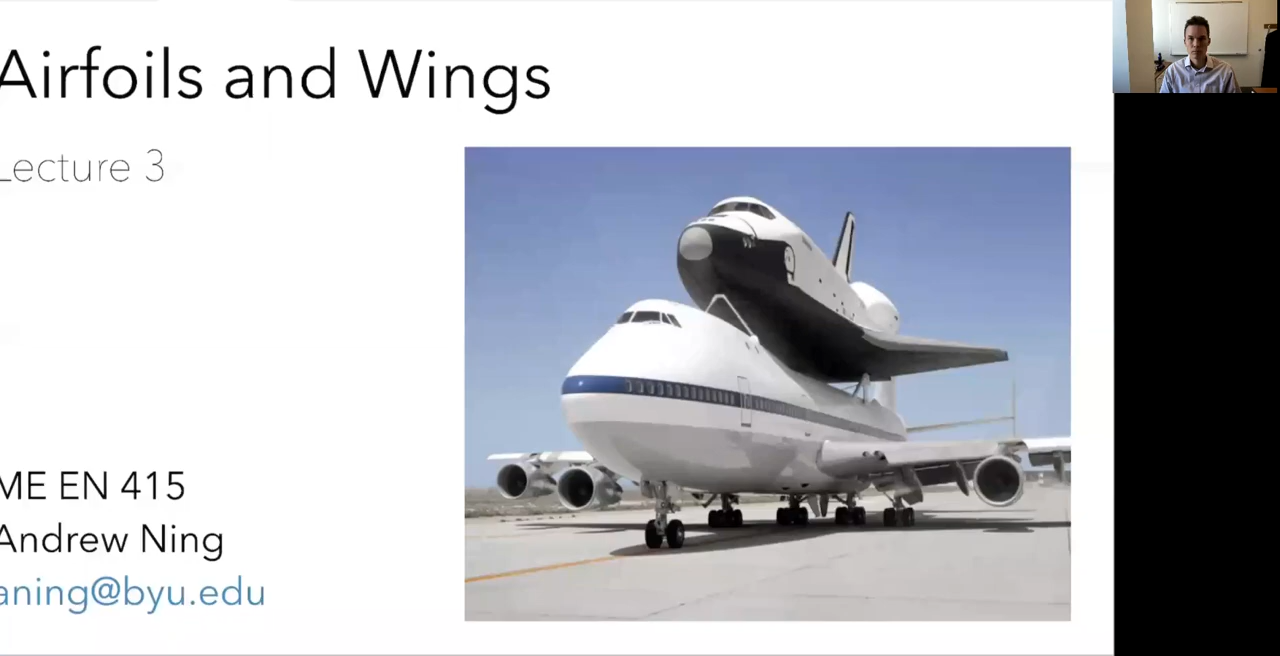 Airfoils and Wings
Lecture 3
ME EN 415
Andrew Ning
aning@byu.edu